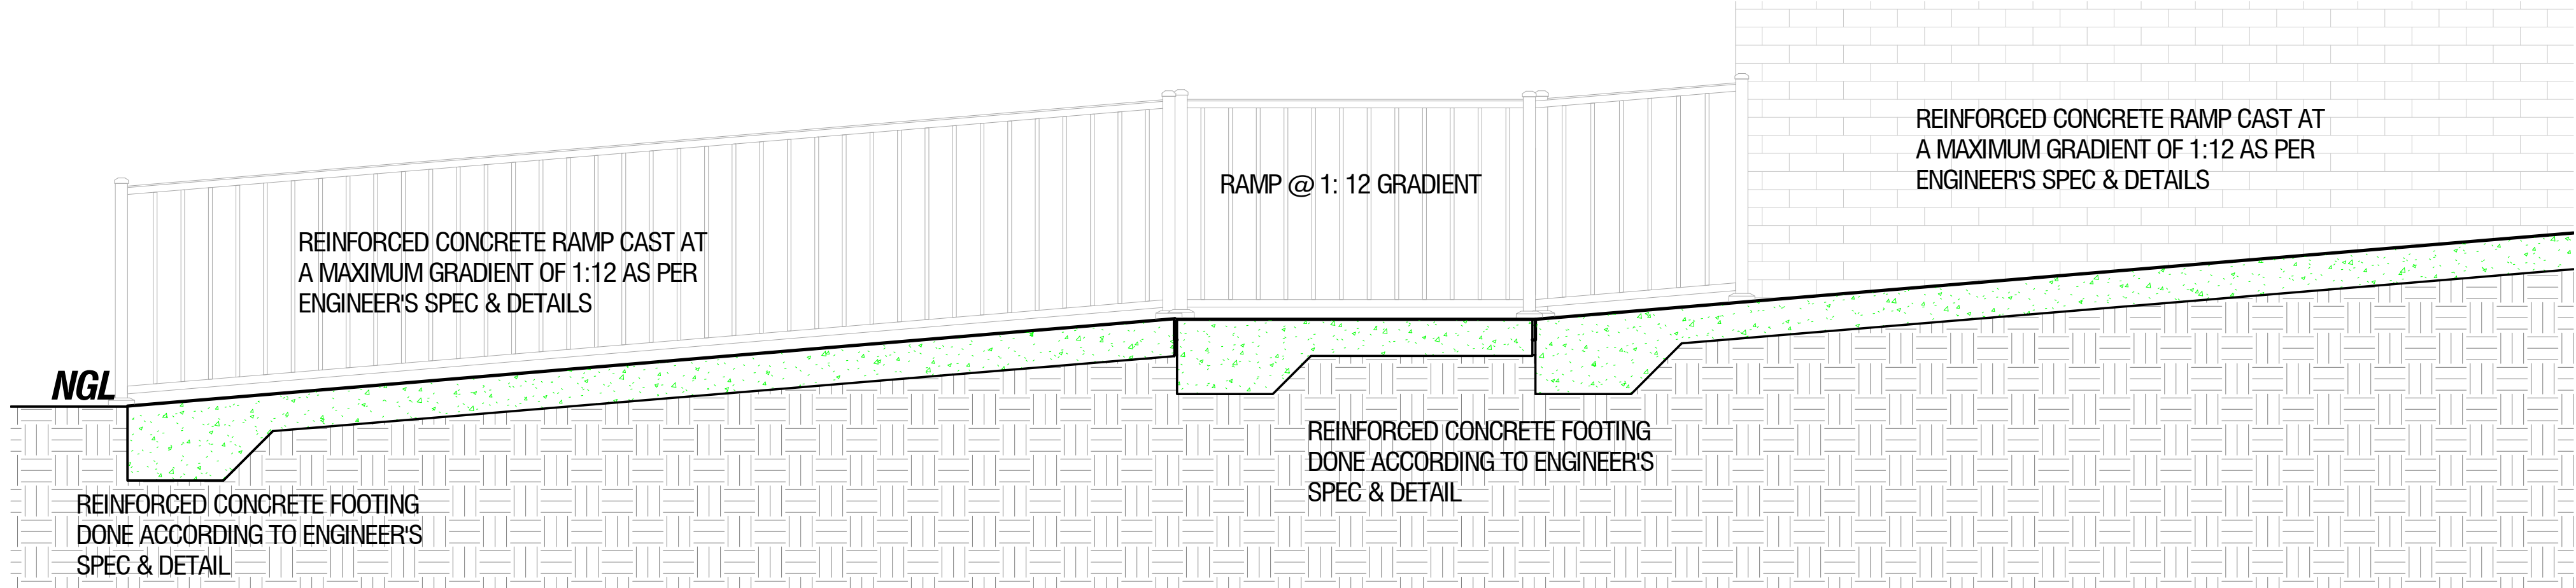 REINFORCED CONCRETE RAMP CAST AT
A MAXIMUM GRADIENT OF 1:12 AS PER
ENGINEER'S SPEC & DETAILS
RAMP @ 1: 12 GRADIENT
REINFORCED CONCRETE RAMP CAST AT
A MAXIMUM GRADIENT OF 1:12 AS PER
ENGINEER'S SPEC & DETAILS
NGL
REINFORCED CONCRETE FOOTING
DONE ACCORDING TO ENGINEER'S
SPEC & DETAIL
REINFORCED CONCRETE FOOTING
DONE ACCORDING TO ENGINEER'S
SPEC & DETAIL